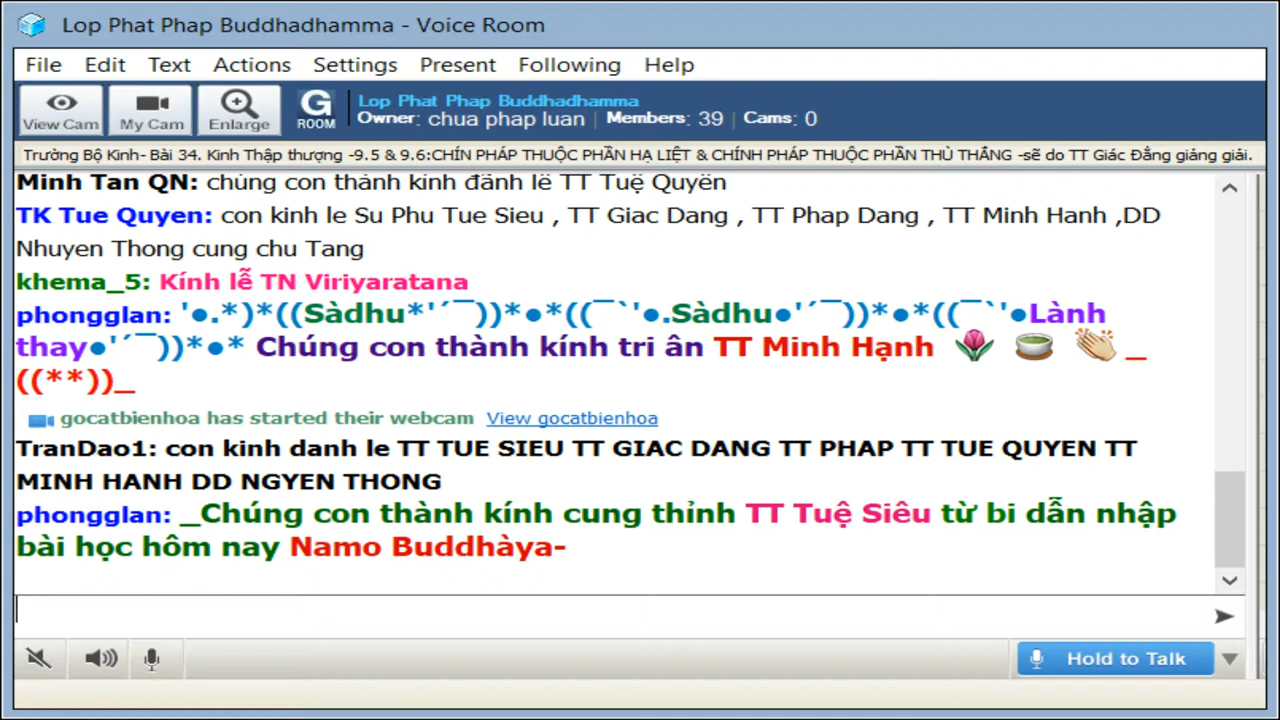 Lop Phat Phap Buddhadhamma - Voice Room
File Edit Text Actions Settings Present Following Help
View Cam My Cam Enlarge G ROOM
Lop Phat Phap Buddhadhamma
Owner: chua phap luan | Members: 39 | Cams: 0
Trường Bộ Kinh- Bài 34. Kinh Thập thượng -9.5 & 9.6:CHÍN PHÁP THUỘC PHẦN HẠ LIỆT & CHÍNH PHÁP THUỘC PHẦN THÙ THẮNG -sẽ do TT Giác Đẳng giảng giải.
Minh Tan QN: chúng con thành kính đảnh lễ TT Tuệ Quyền
TK Tue Quyen: con kinh le Su Phu Tue Sieu , TT Giac Dang , TT Phap Dang , TT Minh Hanh ,DD
Nhuyen Thong cung chu Tang
khema_5: Kính lễ TN Viriyaratana
phongglan: '●.*)*((Sàdhu*'´¯))*●*((¯`'●.Sàdhu●'´¯))*●*((¯`'●Lành
thay●'´¯))*●* Chúng con thành kính tri ân TT Minh Hạnh 🌷 🍵 👏 _
((**))_
gocatbienhoa has started their webcam View gocatbienhoa
TranDao1: con kinh danh le TT TUE SIEU TT GIAC DANG TT PHAP TT TUE QUYEN TT
MINH HANH DD NGYEN THONG
phongglan: _Chúng con thành kính cung thỉnh TT Tuệ Siêu từ bi dẫn nhập
bài học hôm nay Namo Buddhàya-
Hold to Talk